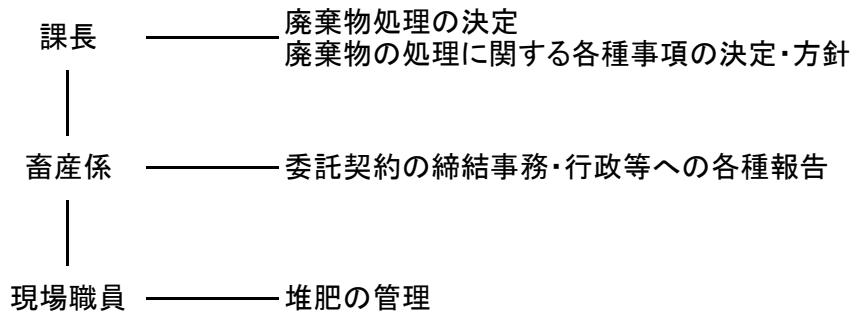 課長
廃棄物処理の決定
廃棄物の処理に関する各種事項の決定・方針
畜産係
委託契約の締結事務・行政等への各種報告
現場職員
堆肥の管理